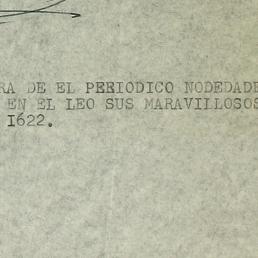 RA DE EL PERIODICO NODEDADE
EN EL LEO SUS MARAVILLOSOS
1622.